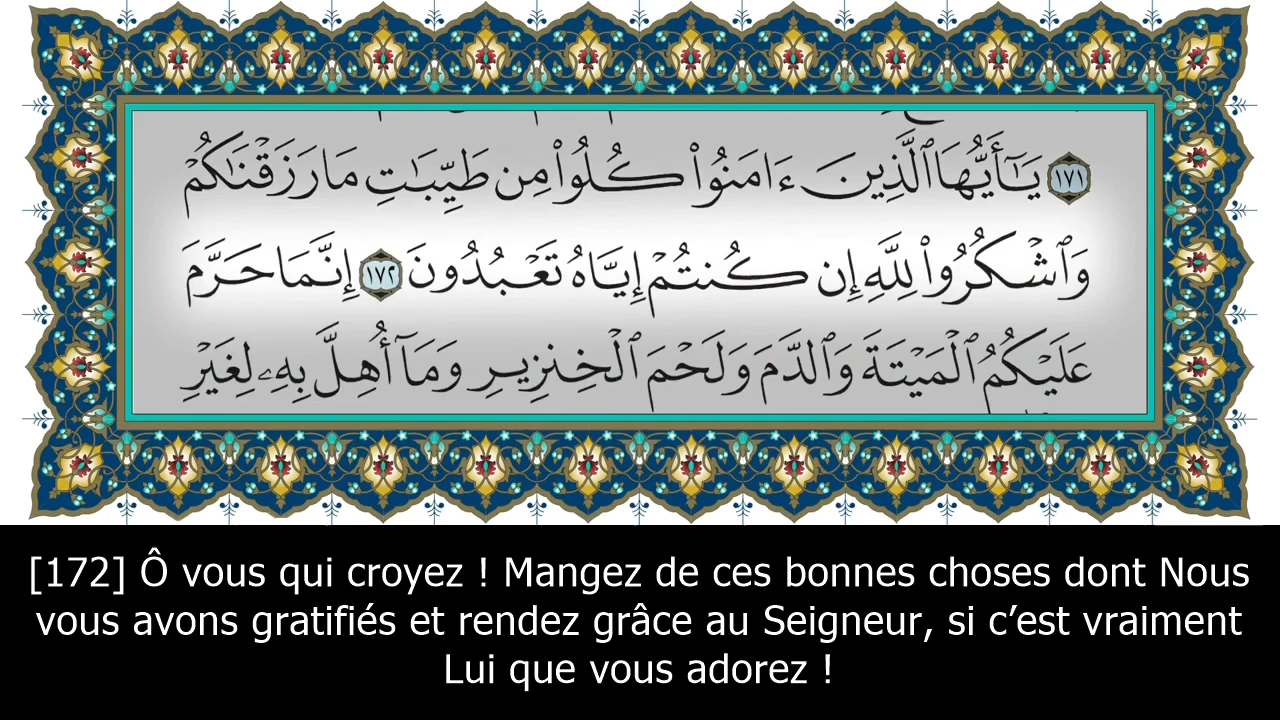 ١٧١ يَـٰٓأَيُّهَا ٱلَّذِينَ ءَامَنُوا۟ كُلُوا۟ مِن طَيِّبَـٰتِ مَا رَزَقْنَـٰكُمْ
وَٱشْكُرُوا۟ لِلَّهِ إِن كُنتُمْ إِيَّاهُ تَعْبُدُونَ ١٧٢ إِنَّمَا حَرَّمَ
عَلَيْكُمُ ٱلْمَيْتَةَ وَٱلدَّمَ وَلَحْمَ ٱلْخِنزِيرِ وَمَآ أُهِلَّ بِهِۦ لِغَيْرِ
[172] Ô vous qui croyez ! Mangez de ces bonnes choses dont Nous
vous avons gratifiés et rendez grâce au Seigneur, si c’est vraiment
Lui que vous adorez !